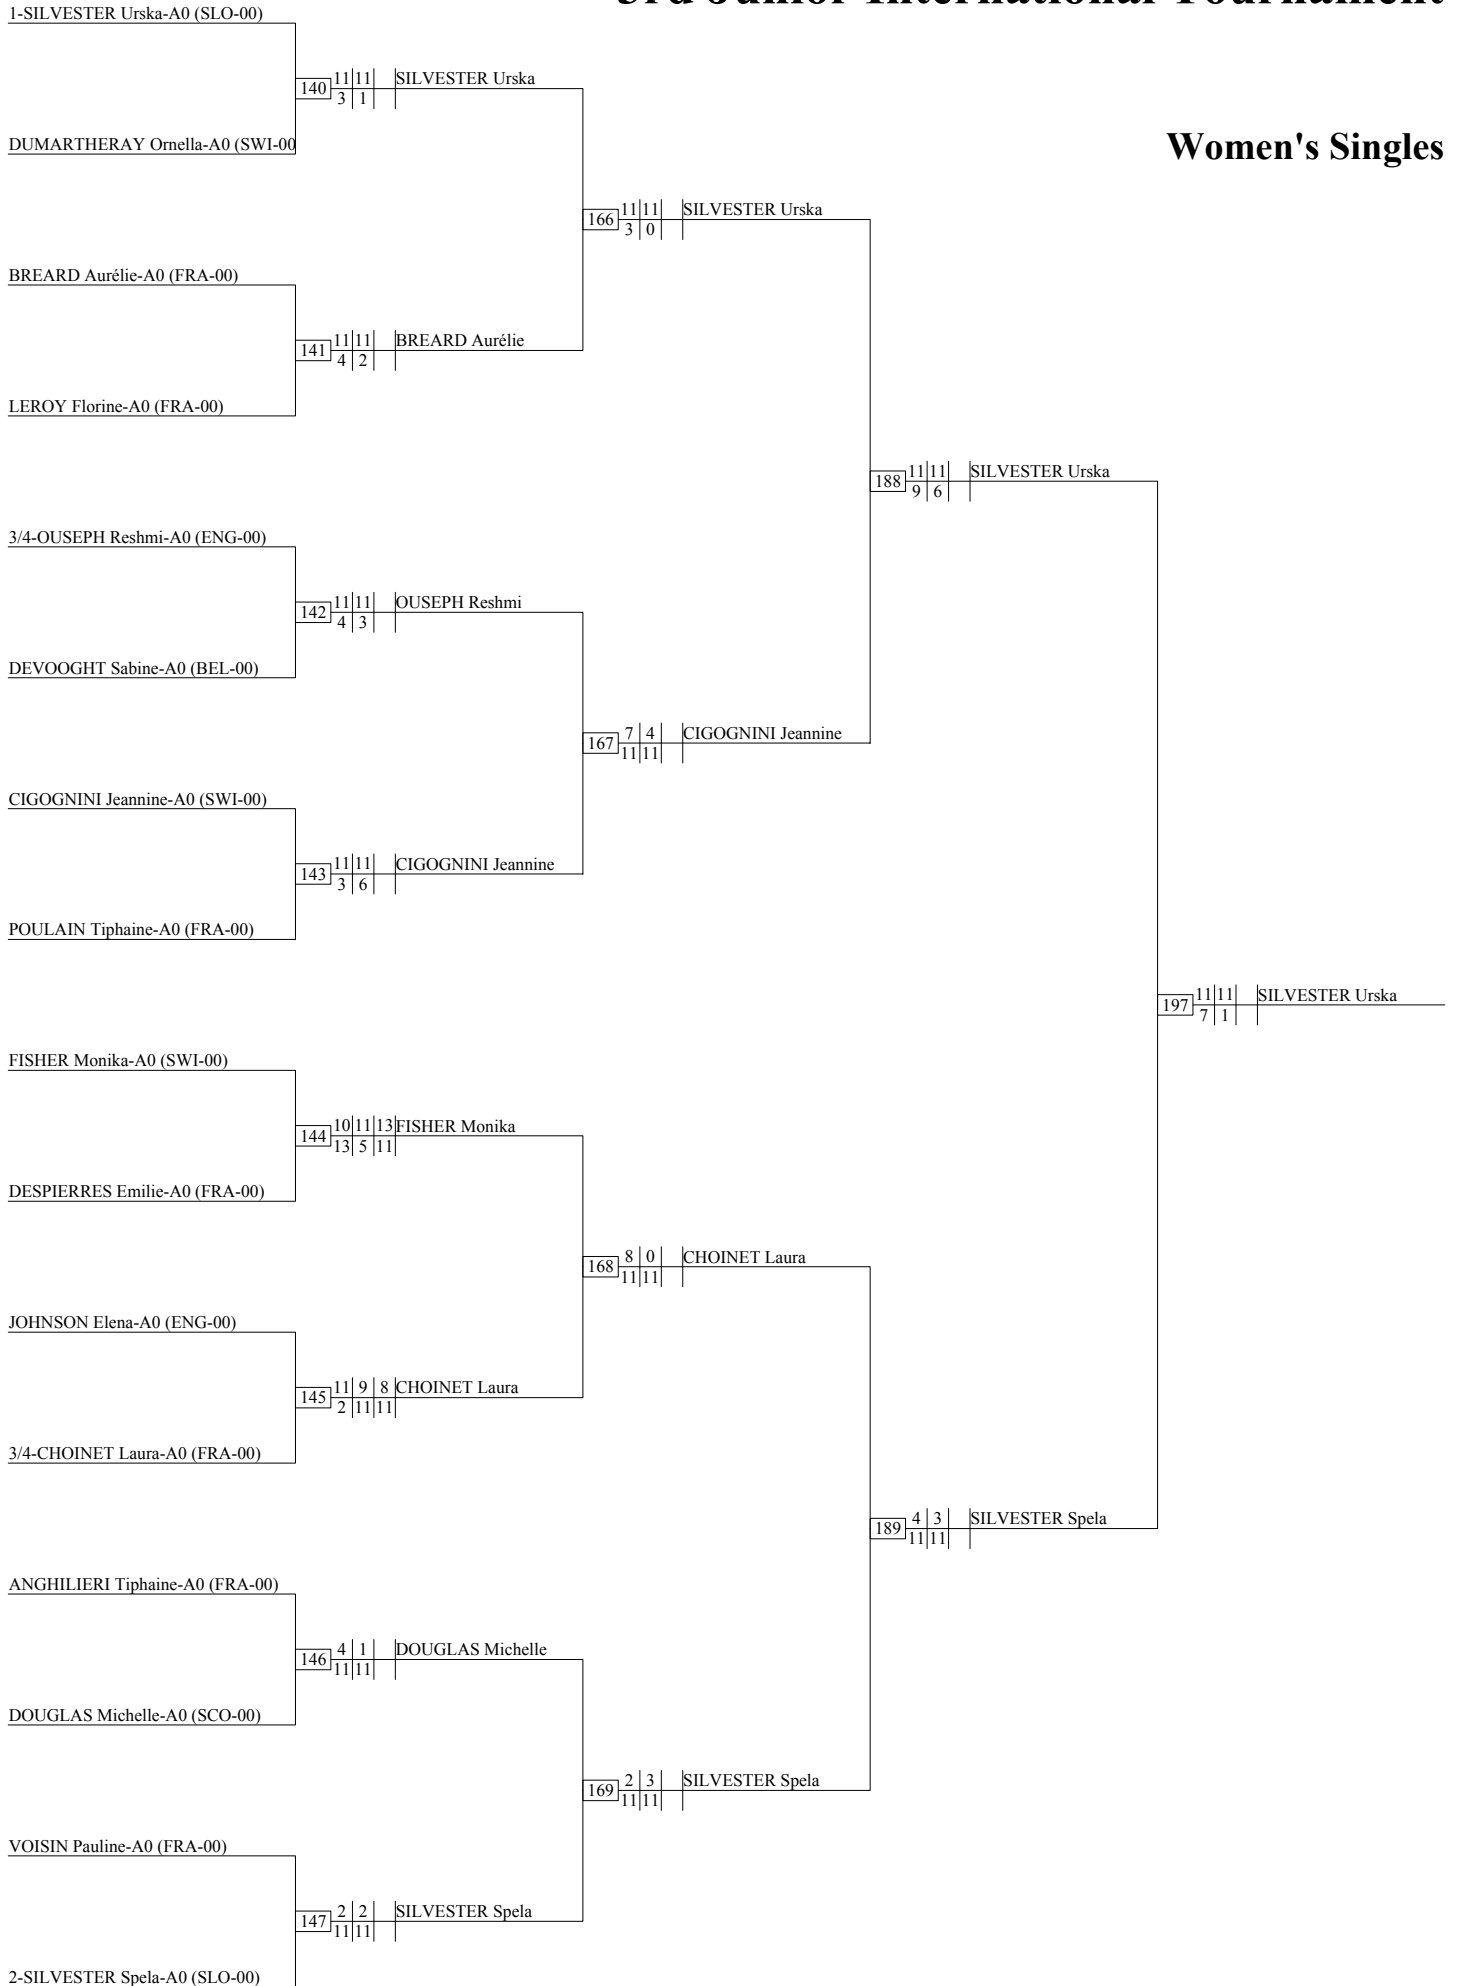 3rd Junior International Tournament
Women's Singles
1-SILVESTER Urska-A0 (SLO-00)
140
11 11
3 1
SILVESTER Urska
DUMARTHERAY Ornella-A0 (SWI-00
166
11 11
3 0
SILVESTER Urska
BREARD Aurélie-A0 (FRA-00)
141
11 11
4 2
BREARD Aurélie
LEROY Florine-A0 (FRA-00)
188
11 11
9 6
SILVESTER Urska
3/4-OUSEPH Reshmi-A0 (ENG-00)
142
11 11
4 3
OUSEPH Reshmi
DEVOOGHT Sabine-A0 (BEL-00)
167
7 4
11 11
CIGOGNINI Jeannine
CIGOGNINI Jeannine-A0 (SWI-00)
143
11 11
3 6
CIGOGNINI Jeannine
POULAIN Tiphaine-A0 (FRA-00)
197
11 11
7 1
SILVESTER Urska
FISHER Monika-A0 (SWI-00)
144
10 11 13
13 5 11
FISHER Monika
DESPIERRES Emilie-A0 (FRA-00)
168
8 0
11 11
CHOINET Laura
JOHNSON Elena-A0 (ENG-00)
145
11 9 8
2 11 11
CHOINET Laura
3/4-CHOINET Laura-A0 (FRA-00)
189
4 3
11 11
SILVESTER Spela
ANGHILIERI Tiphaine-A0 (FRA-00)
146
4 1
11 11
DOUGLAS Michelle
DOUGLAS Michelle-A0 (SCO-00)
169
2 3
11 11
SILVESTER Spela
VOISIN Pauline-A0 (FRA-00)
147
2 2
11 11
SILVESTER Spela
2-SILVESTER Spela-A0 (SLO-00)